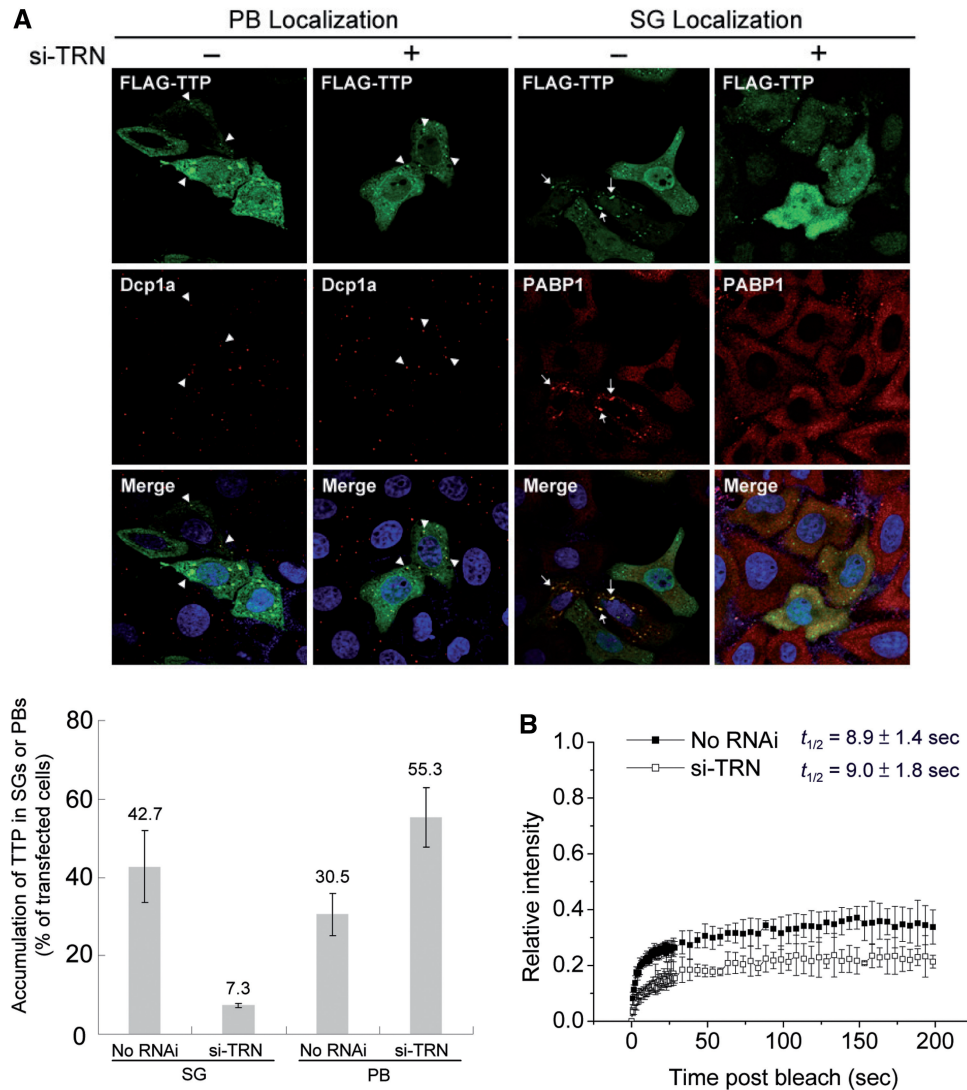 A
PB Localization
SG Localization
si-TRN
−
+
−
+
FLAG-TTP
FLAG-TTP
FLAG-TTP
FLAG-TTP
Dcp1a
Dcp1a
PABP1
PABP1
Merge
Merge
Merge
Merge
Accumulation of TTP in SGs or PBs
(% of transfected cells)
80
60
40
20
0
42.7
7.3
30.5
55.3
No RNAi
si-TRN
No RNAi
si-TRN
SG
PB
B
No RNAi t1/2 = 8.9 ± 1.4 sec
si-TRN t1/2 = 9.0 ± 1.8 sec
Relative intensity
1.0
0.8
0.6
0.4
0.2
0.0
0
50
100
150
200
Time post bleach (sec)